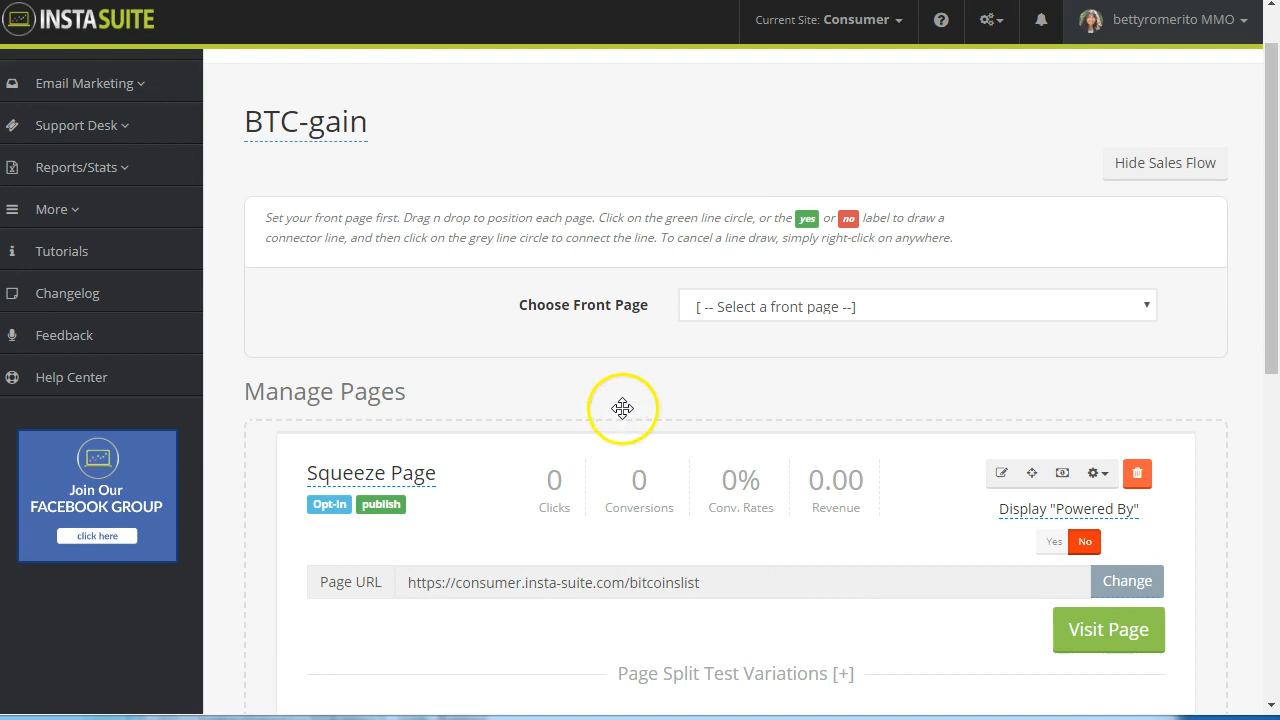 INSTASUITE
Current Site: Consumer
bettyromerito MMO
Email Marketing
Support Desk
Reports/Stats
More
Tutorials
Changelog
Feedback
Help Center
Join Our
FACEBOOK GROUP
click here
BTC-gain
Hide Sales Flow
Set your front page first. Drag n drop to position each page. Click on the green line circle, or the yes or no label to draw a
connector line, and then click on the grey line circle to connect the line. To cancel a line draw, simply right-click on anywhere.
Choose Front Page
[ -- Select a front page --]
Manage Pages
Squeeze Page
Opt-In publish
0 0 0% 0.00
Clicks Conversions Conv. Rates Revenue
Display "Powered By"
Yes No
Page URL https://consumer.insta-suite.com/bitcoinslist Change
Visit Page
Page Split Test Variations [+]